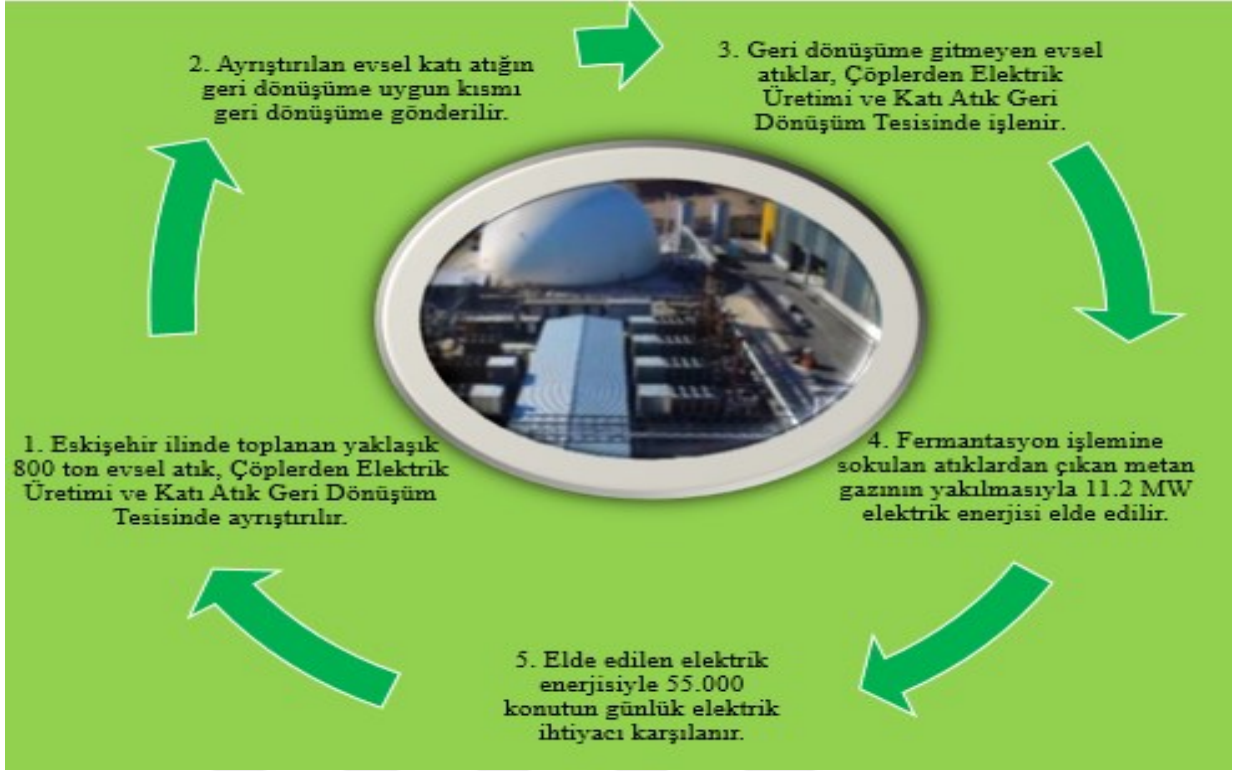 1. Eskişehir ilinde toplanan yaklaşık
800 ton evsel atık, Çöplerden Elektrik
Üretimi ve Katı Atık Geri Dönüşüm
Tesisinde ayrıştırılır.
2. Ayrıştırılan evsel katı atığın
geri dönüşüme uygun kısmı
geri dönüşüme gönderilir.
3. Geri dönüşüme gitmeyen evsel
atıklar, Çöplerden Elektrik
Üretimi ve Katı Atık Geri
Dönüşüm Tesisinde işlenir.
4. Fermantasyon işlemine
sokulan atıklardan çıkan metan
gazının yakılmasıyla 11.2 MW
elektrik enerjisi elde edilir.
5. Elde edilen elektrik
enerjisiyle 55.000
konutun günlük elektrik
ihtiyacı karşılanır.